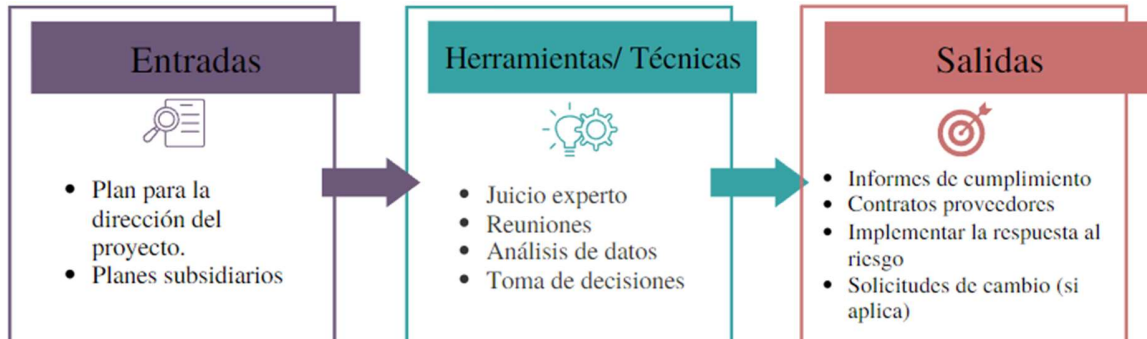 Entradas
• Plan para la
dirección del
proyecto.
• Planes subsidiarios
Herramientas/ Técnicas
• Juicio experto
• Reuniones
• Análisis de datos
• Toma de decisiones
Salidas
• Informes de cumplimiento
• Contratos proveedores
• Implementar la respuesta al
riesgo
• Solicitudes de cambio (si
aplica)